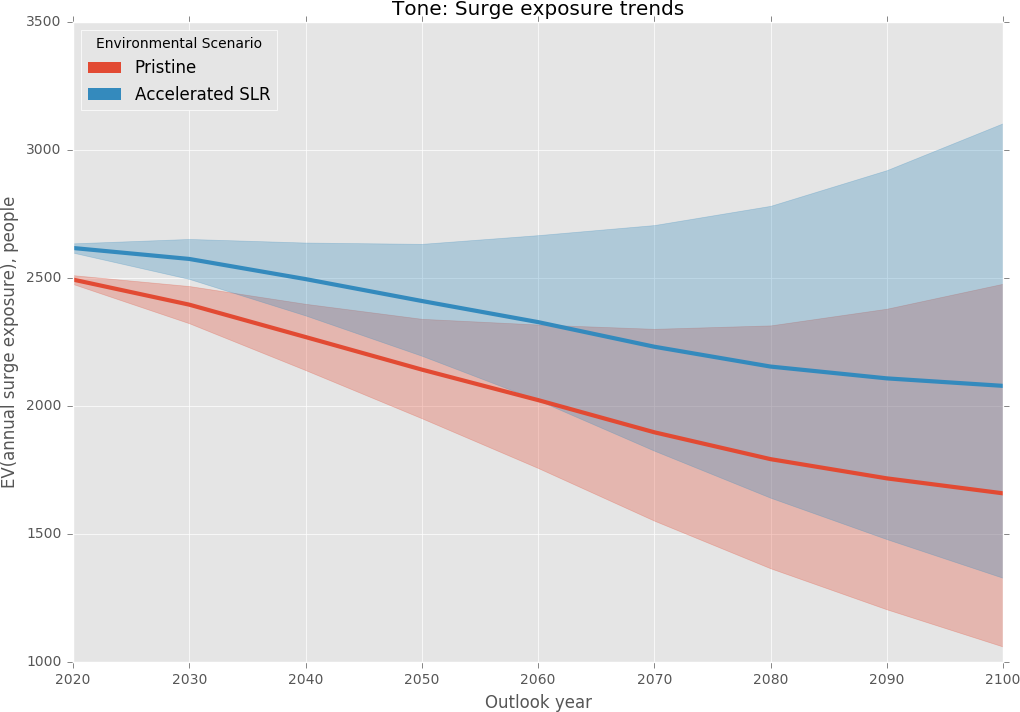 Tone: Surge exposure trends
Environmental Scenario
Pristine
Accelerated SLR
EV(annual surge exposure), people
3500
3000
2500
2000
1500
1000
2020 2030 2040 2050 2060 2070 2080 2090 2100
Outlook year